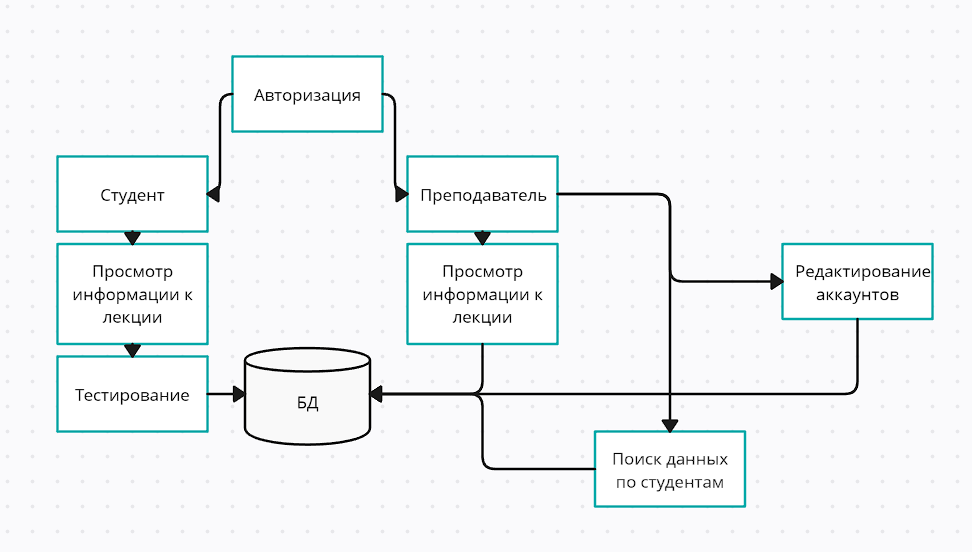 Авторизация
Студент
Преподаватель
Просмотр
информации к
лекции
Просмотр
информации к
лекции
Редактирование
аккаунтов
Тестирование
БД
Поиск данных
по студентам